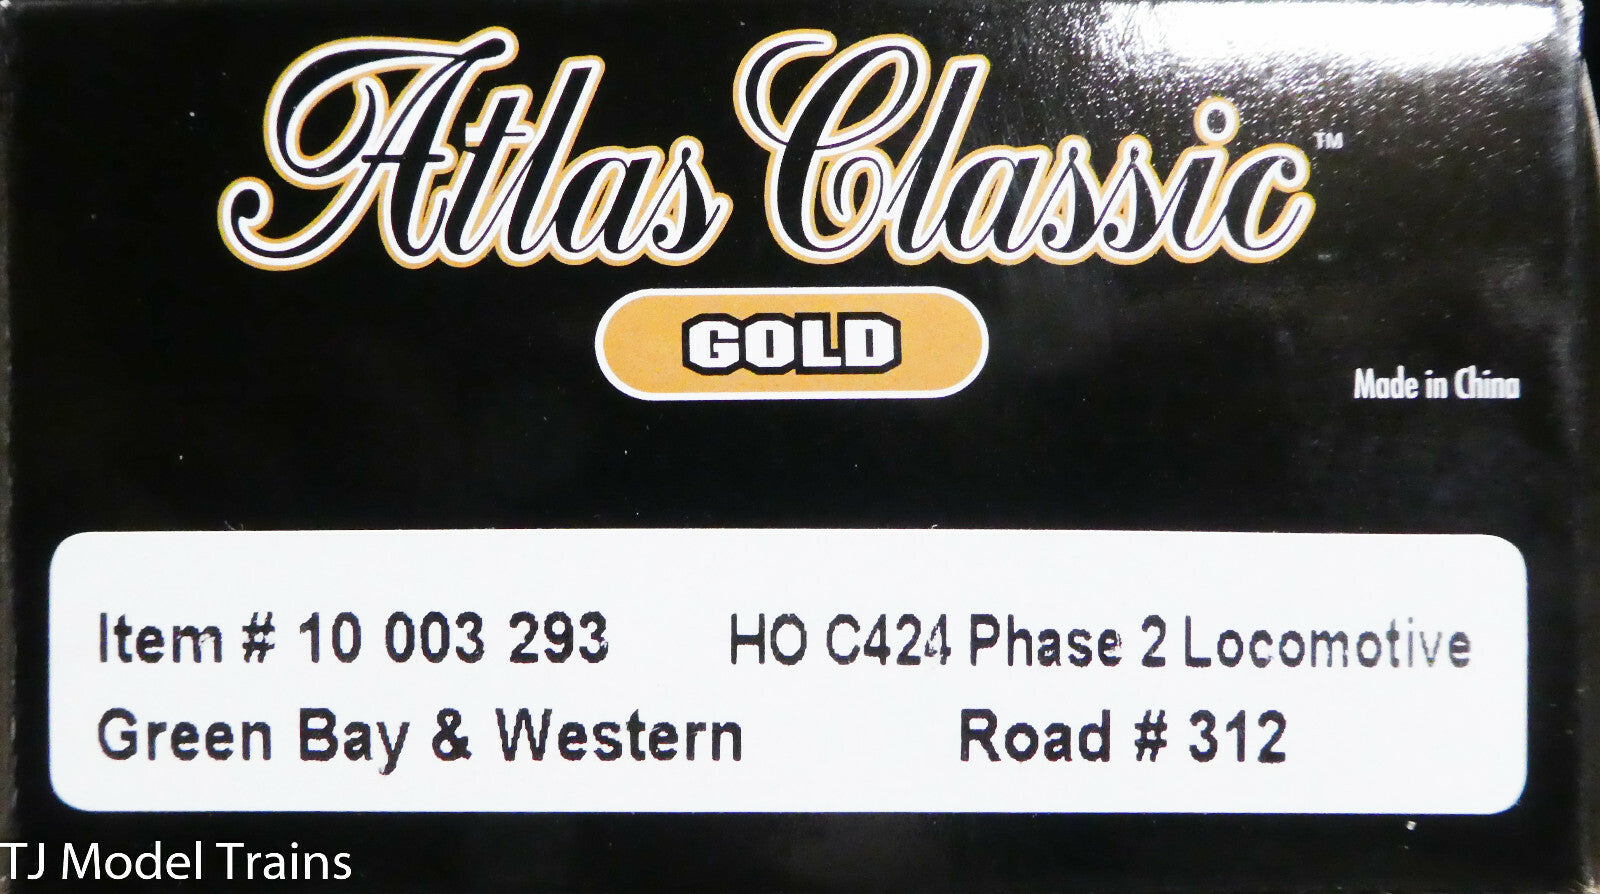 Atlas Classic™
GOLD
Made in China
Item # 10 003 293 HO C424 Phase 2 Locomotive
Green Bay & Western Road # 312
TJ Model Trains